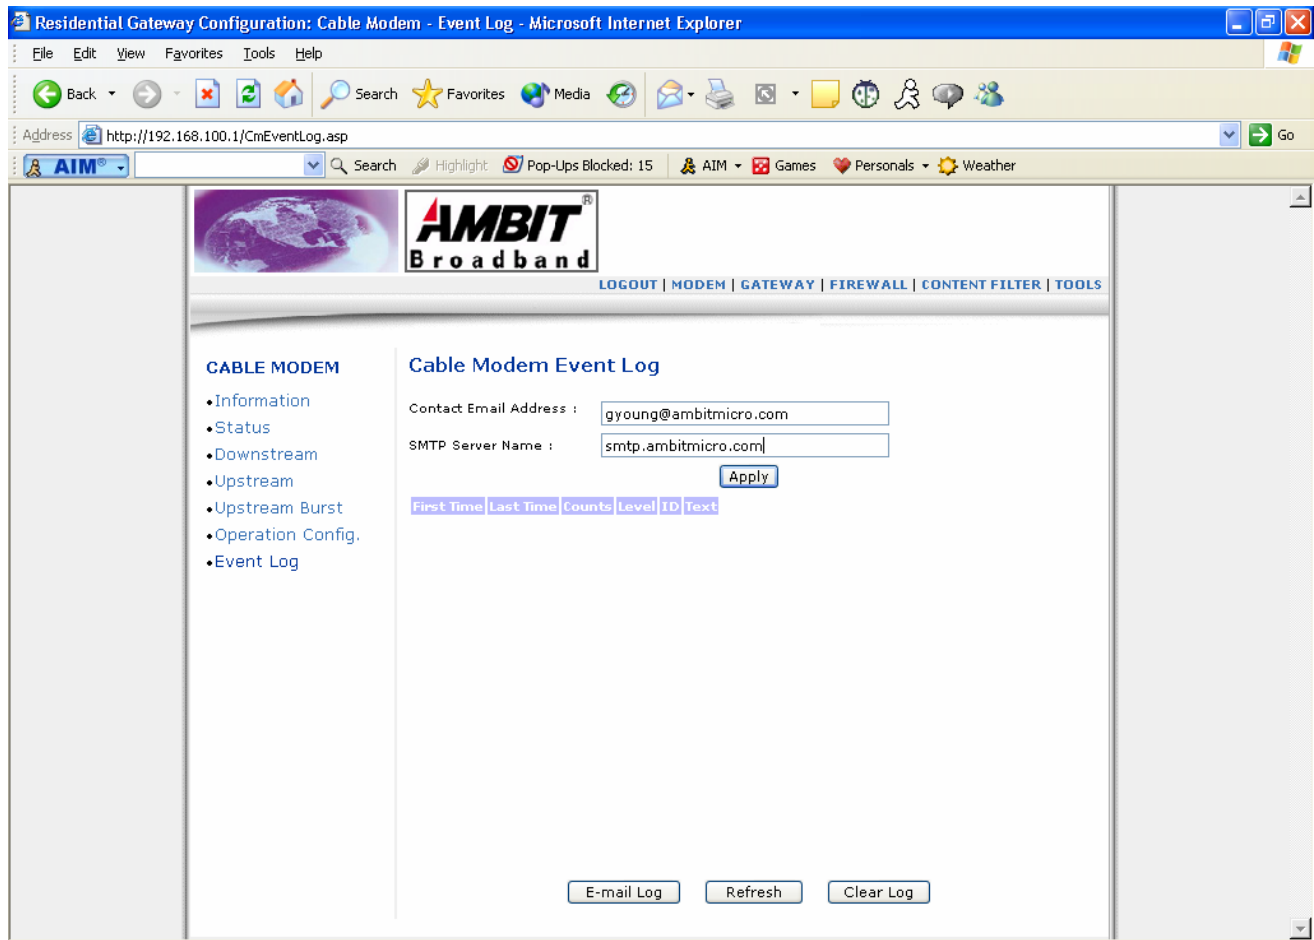 Residential Gateway Configuration: Cable Modem - Event Log - Microsoft Internet Explorer
File Edit View Favorites Tools Help
Back Search Favorites Media
Address http://192.168.100.1/CmEventLog.asp Go
AIM® Search Highlight Pop-Ups Blocked: 15 AIM Games Personals Weather
AMBIT®
Broadband
LOGOUT | MODEM | GATEWAY | FIREWALL | CONTENT FILTER | TOOLS
CABLE MODEM
•Information
•Status
•Downstream
•Upstream
•Upstream Burst
•Operation Config.
•Event Log
Cable Modem Event Log
Contact Email Address : gyoung@ambitmicro.com
SMTP Server Name : smtp.ambitmicro.com
Apply
First Time Last Time Counts Level ID Text
E-mail Log Refresh Clear Log